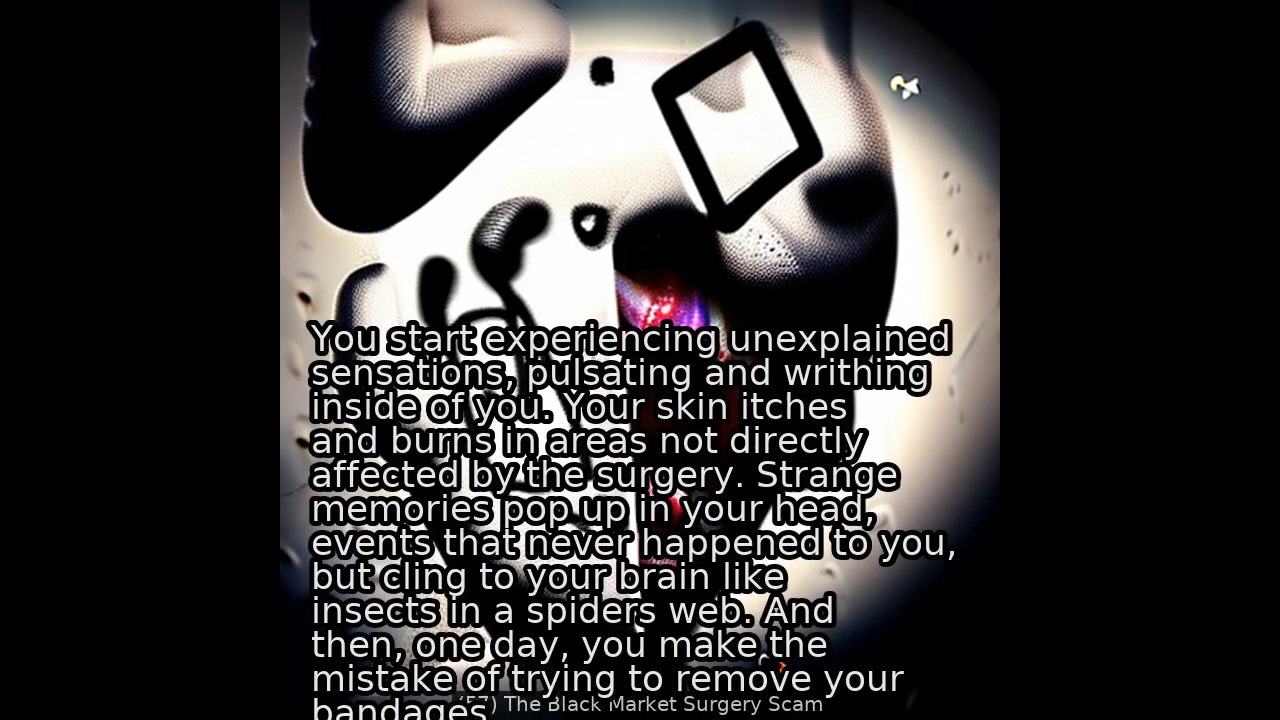 You start experiencing unexplained
sensations, pulsating and writhing
inside of you. Your skin itches
and burns in areas not directly
affected by the surgery. Strange
memories pop up in your head,
events that never happened to you,
but cling to your brain like
insects in a spiders web. And
then, one day, you make the
mistake of trying to remove your
bandages
(57) The Black Market Surgery Scam